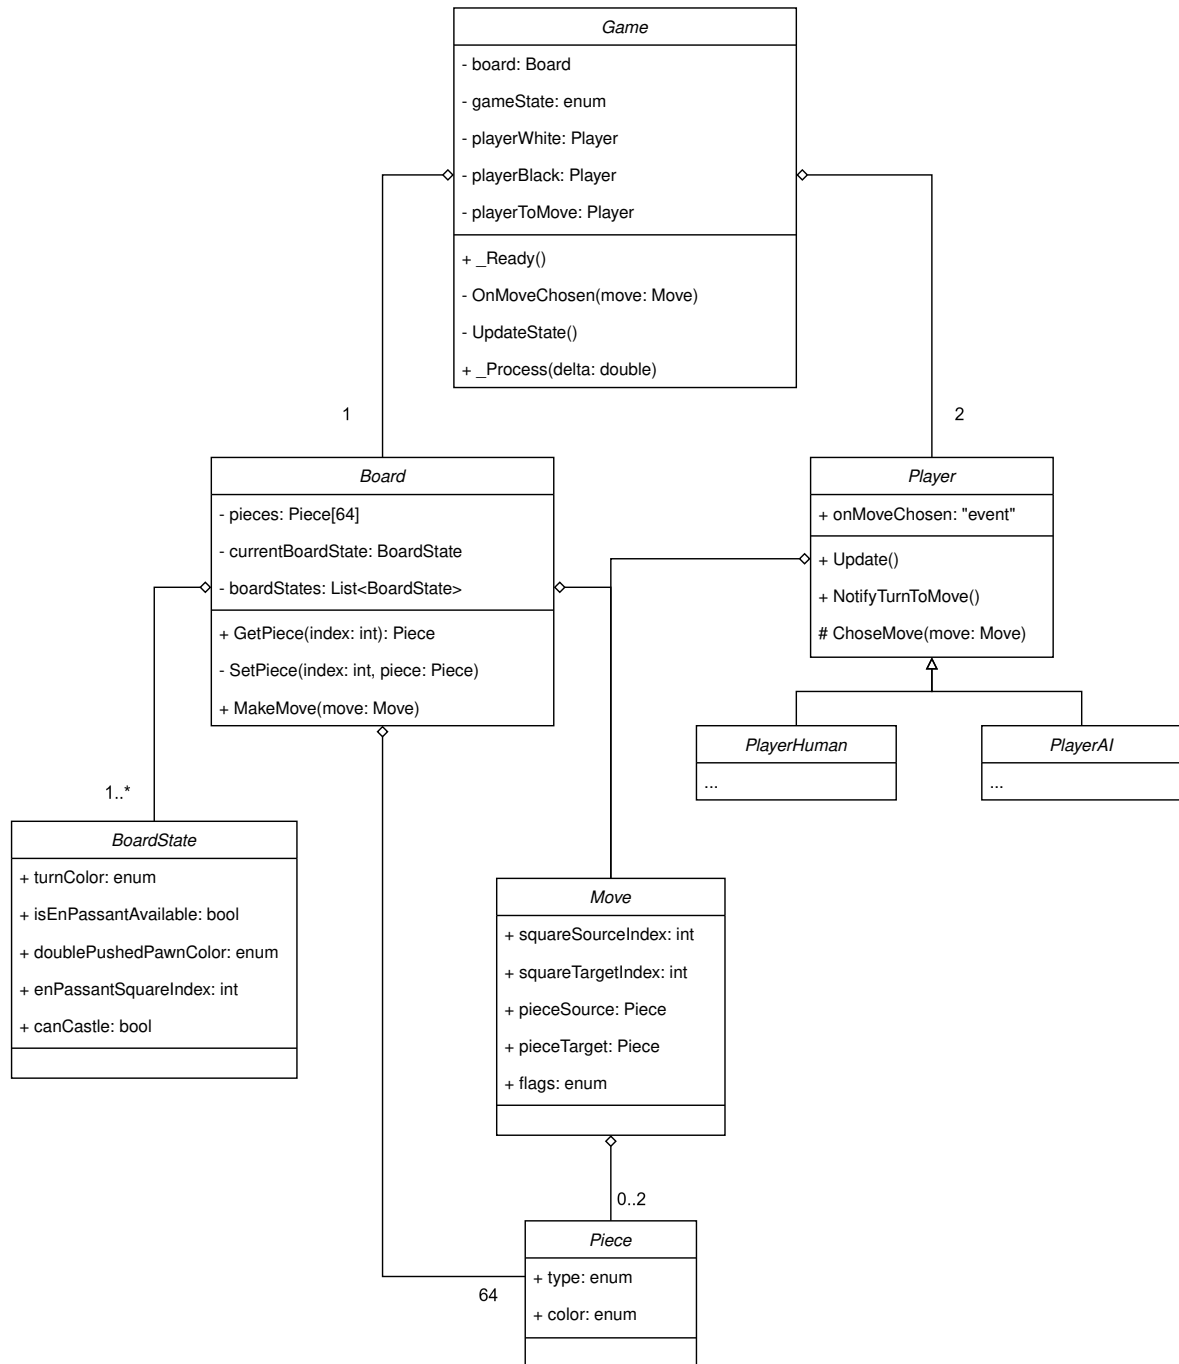 Game
- board: Board
- gameState: enum
- playerWhite: Player
- playerBlack: Player
- playerToMove: Player
+ _Ready()
- OnMoveChosen(move: Move)
- UpdateState()
+ _Process(delta: double)
1
2
Board
- pieces: Piece[64]
- currentBoardState: BoardState
- boardStates: List<BoardState>
+ GetPiece(index: int): Piece
- SetPiece(index: int, piece: Piece)
+ MakeMove(move: Move)
Player
+ onMoveChosen: "event"
+ Update()
+ NotifyTurnToMove()
# ChoseMove(move: Move)
PlayerHuman
...
PlayerAI
...
1..*
BoardState
+ turnColor: enum
+ isEnPassantAvailable: bool
+ doublePushedPawnColor: enum
+ enPassantSquareIndex: int
+ canCastle: bool
Move
+ squareSourceIndex: int
+ squareTargetIndex: int
+ pieceSource: Piece
+ pieceTarget: Piece
+ flags: enum
0..2
64
Piece
+ type: enum
+ color: enum